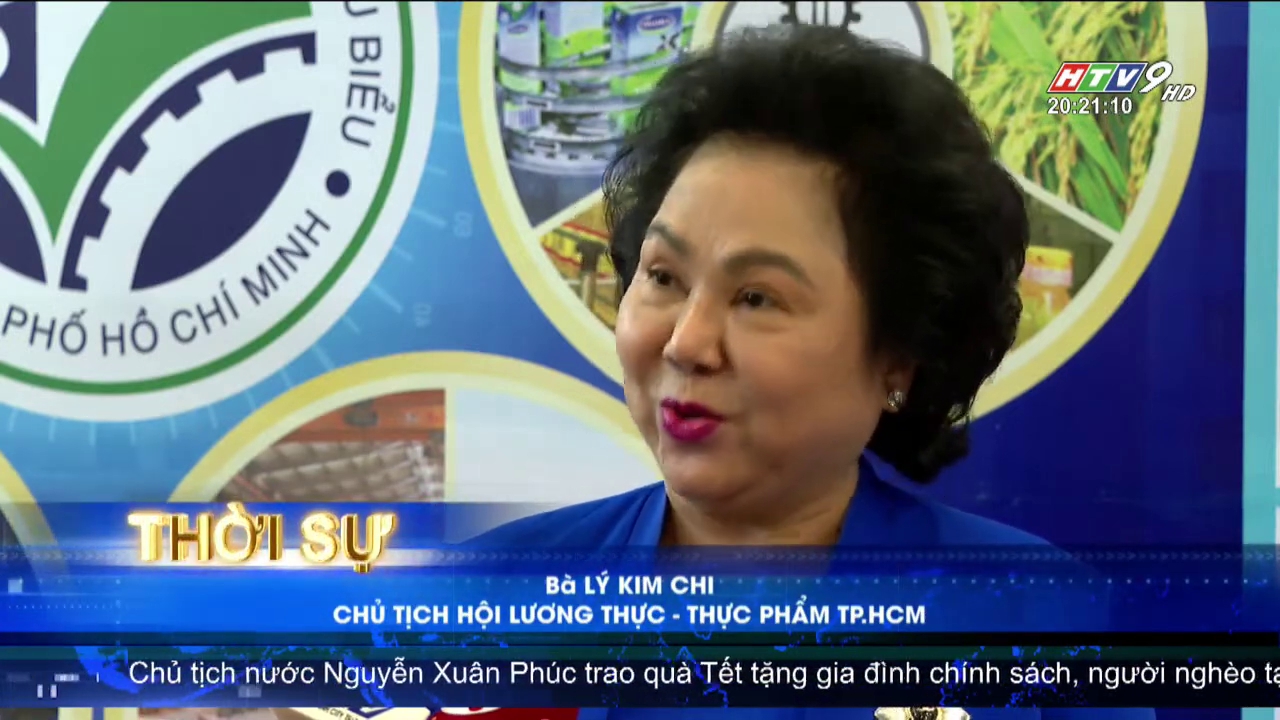 U BIỂU
PHỐ HỒ CHÍ MINH
HTV9 HD
20:21:10
THỜI SỰ
Bà LÝ KIM CHI
CHỦ TỊCH HỘI LƯƠNG THỰC - THỰC PHẨM TP.HCM
Chủ tịch nước Nguyễn Xuân Phúc trao quà Tết tặng gia đình chính sách, người nghèo tạ